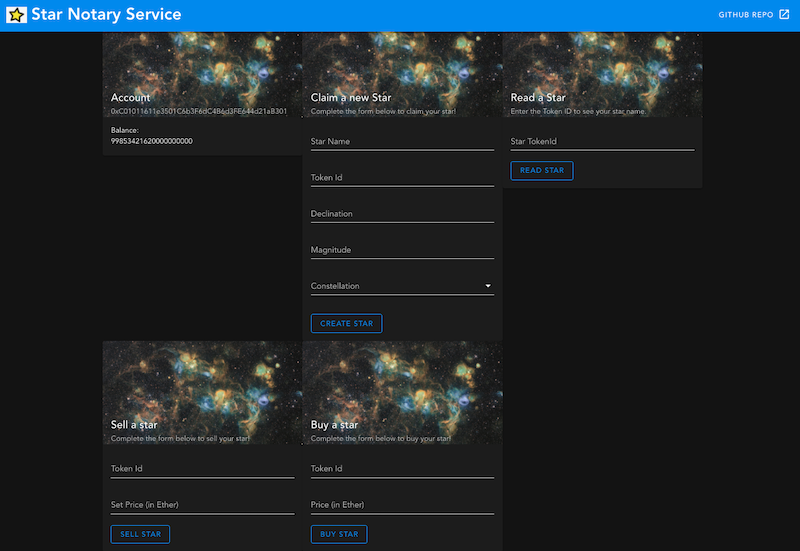 Star Notary Service
GITHUB REPO
Account
0xC01011611e3501C6b3F6dC4B6d3FE644d21aB301
Balance:
99853421620000000000
Claim a new Star
Complete the form below to claim your star!
Star Name
Token Id
Declination
Magnitude
Constellation
CREATE STAR
Read a Star
Enter the Token ID to see your star name.
Star TokenId
READ STAR
Sell a star
Complete the form below to sell your star!
Token Id
Set Price (in Ether)
SELL STAR
Buy a star
Complete the form below to buy your star!
Token Id
Price (in Ether)
BUY STAR